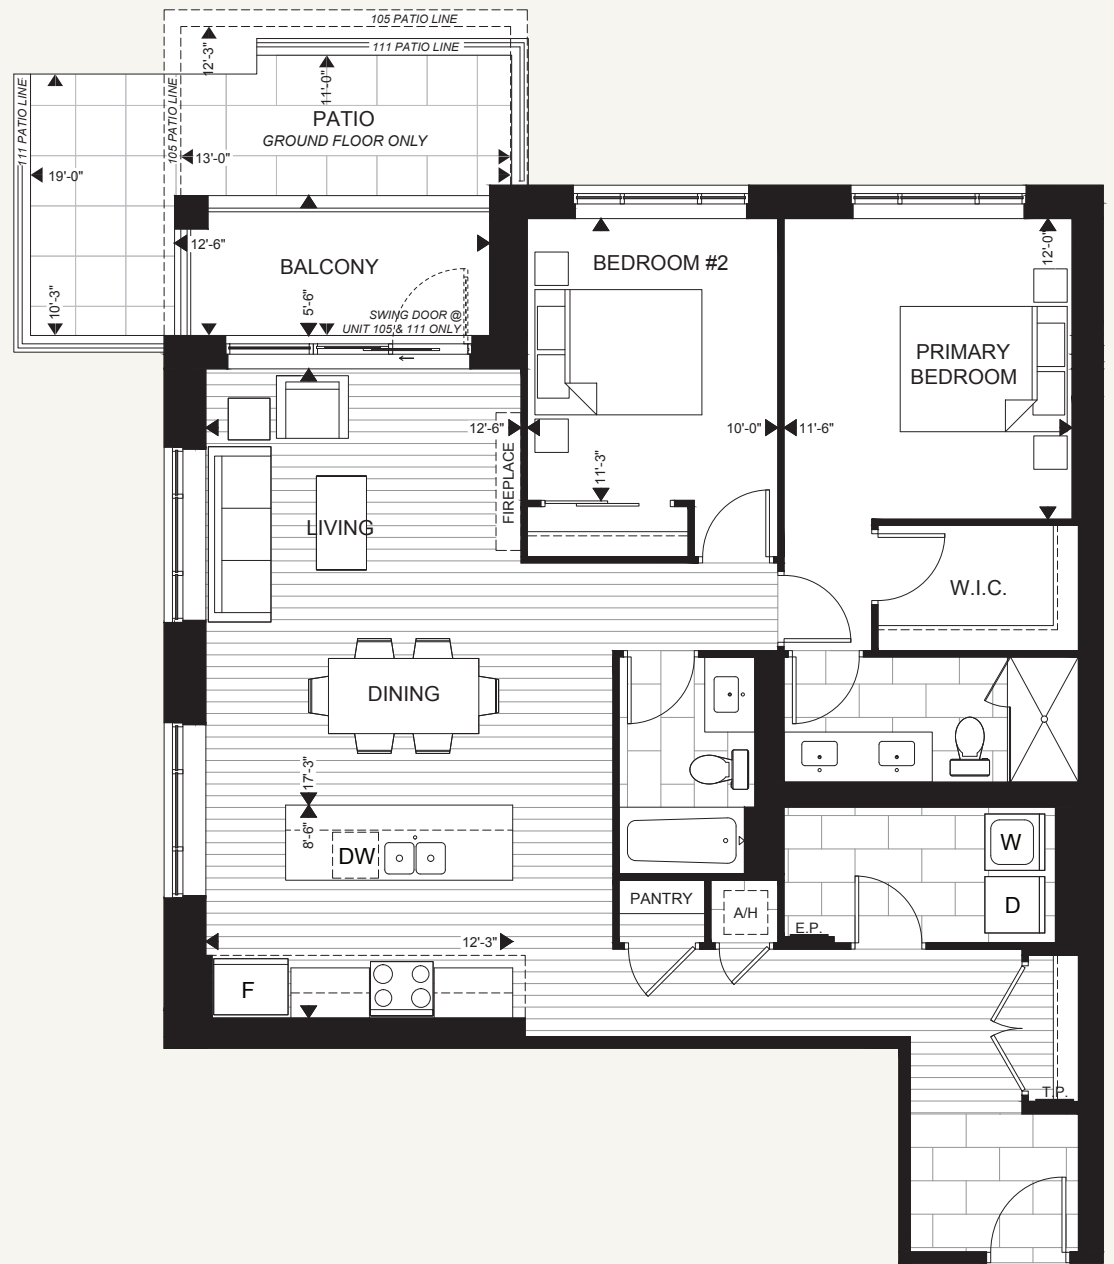 105 PATIO LINE
111 PATIO LINE
12'-3"
11'-0"
111 PATIO LINE
105 PATIO LINE
PATIO
GROUND FLOOR ONLY
13'-0"
19'-0"
12'-6"
BALCONY
10'-3"
5'-6"
SWING DOOR @
UNIT 105 & 111 ONLY
←
BEDROOM #2
12'-0"
PRIMARY
BEDROOM
12'-6"
10'-0"
11'-6"
11'-3"
FIREPLACE
LIVING
W.I.C.
DINING
17'-3"
8'-6"
DW
W
D
PANTRY
A/H
E.P.
12'-3"
F
T.P.